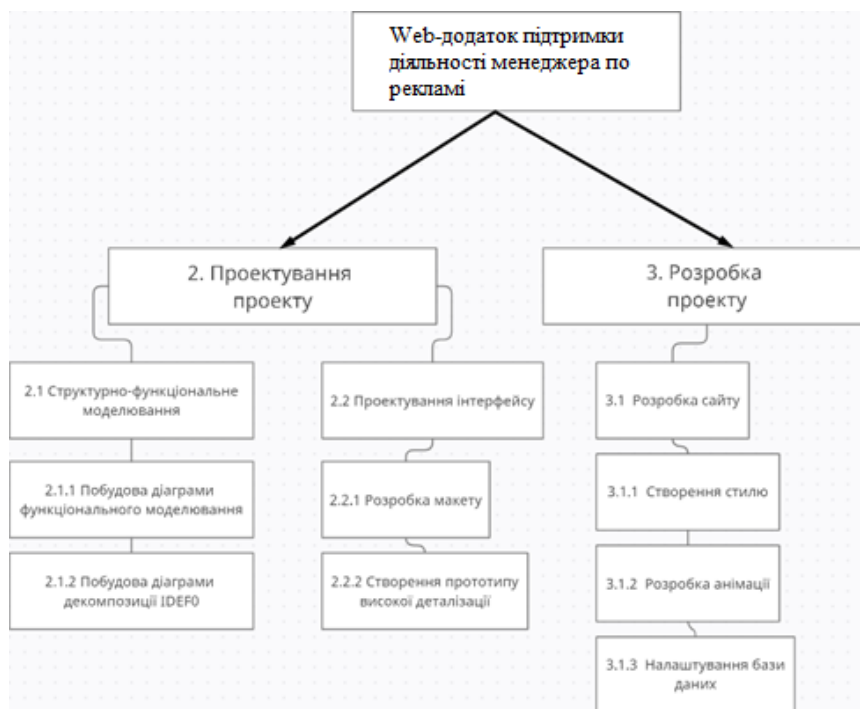 Web-додаток підтримки
діяльності менеджера по
рекламі
2. Проектування
проекту
3. Розробка
проекту
2.1 Структурно-функціональне
моделювання
2.2 Проектування інтерфейсу
3.1 Розробка сайту
2.1.1 Побудова діаграми
функціонального моделювання
2.2.1 Розробка макету
3.1.1 Створення стилю
2.1.2 Побудова діаграми
декомпозиції IDEF0
2.2.2 Створення прототипу
високої деталізації
3.1.2 Розробка анімації
3.1.3 Налаштування бази
даних